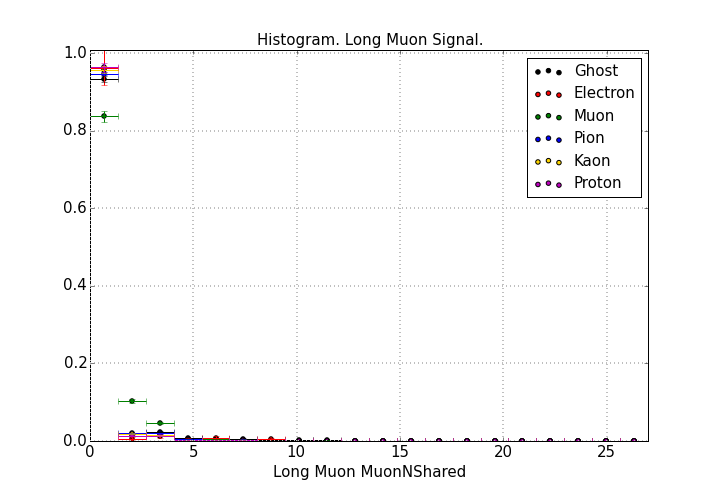 Histogram. Long Muon Signal.
1.0
0.8
0.6
0.4
0.2
0.0
Ghost
Electron
Muon
Pion
Kaon
Proton
0 5 10 15 20 25
Long Muon MuonNShared